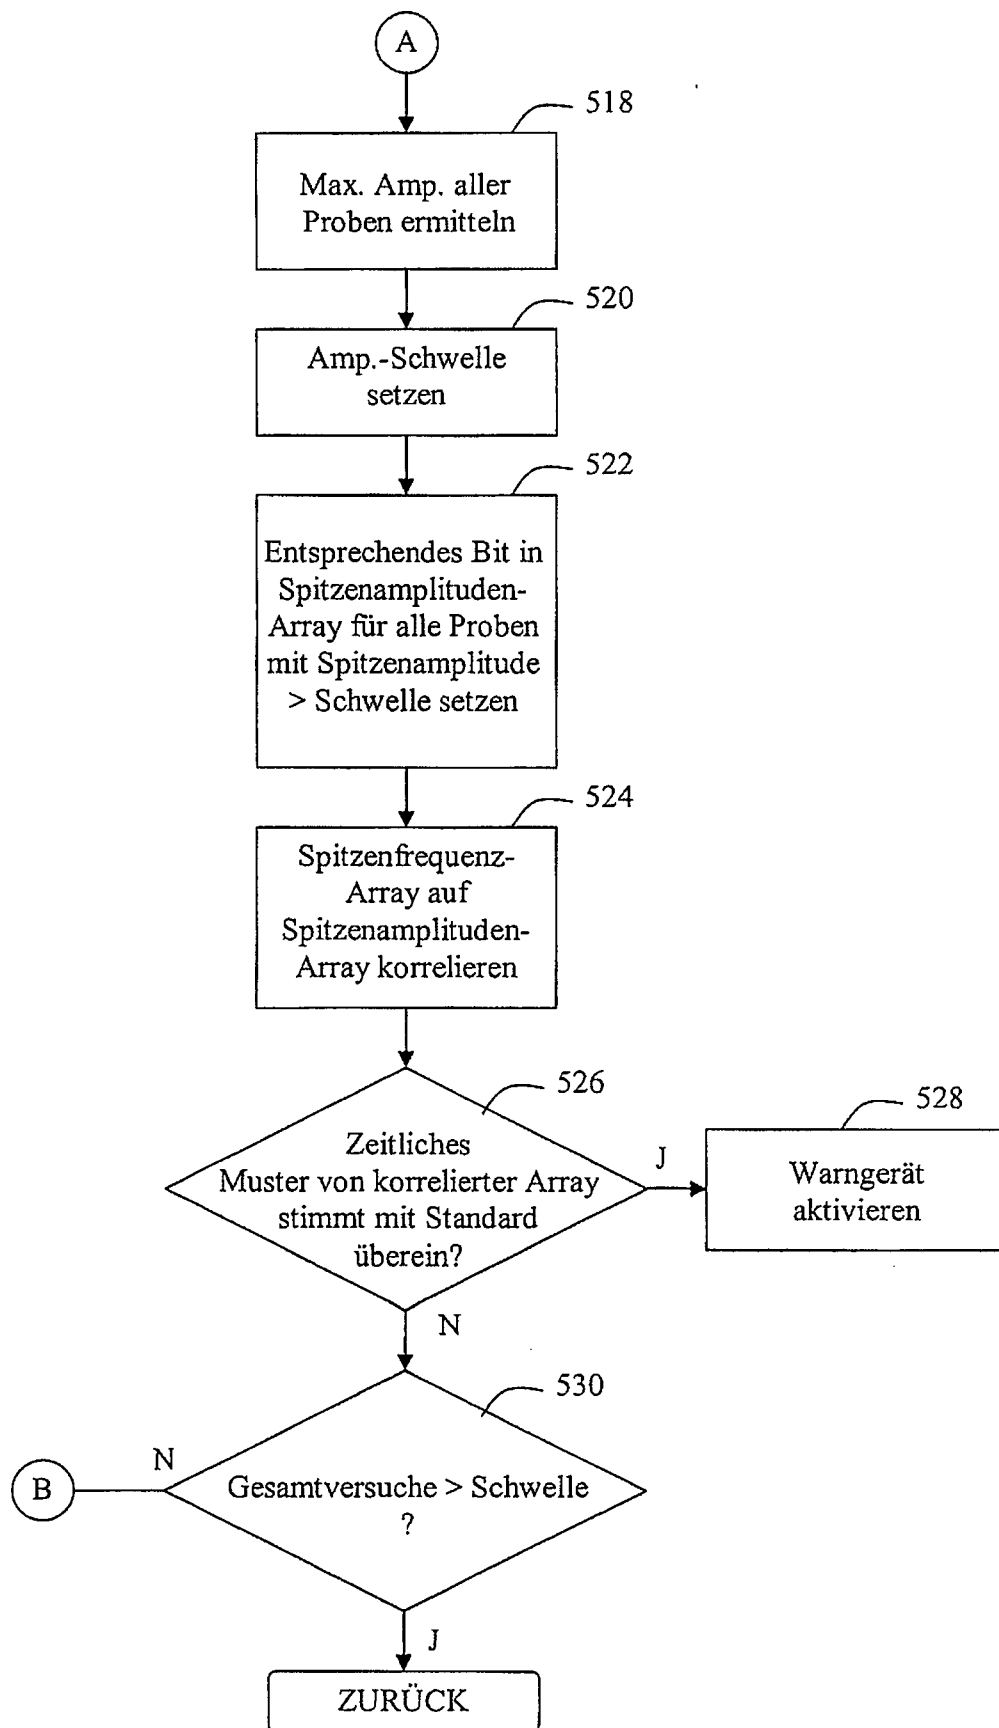 A
518
Max. Amp. aller
Proben ermitteln
520
Amp.-Schwelle
setzen
522
Entsprechendes Bit in
Spitzenamplituden-
Array für alle Proben
mit Spitzenamplitude
> Schwelle setzen
524
Spitzenfrequenz-
Array auf
Spitzenamplituden-
Array korrelieren
526
Zeitliches
Muster von korrelierter Array
stimmt mit Standard
überein?
J
528
Warngerät
aktivieren
N
530
Gesamtversuche > Schwelle
?
N
B
J
ZURÜCK